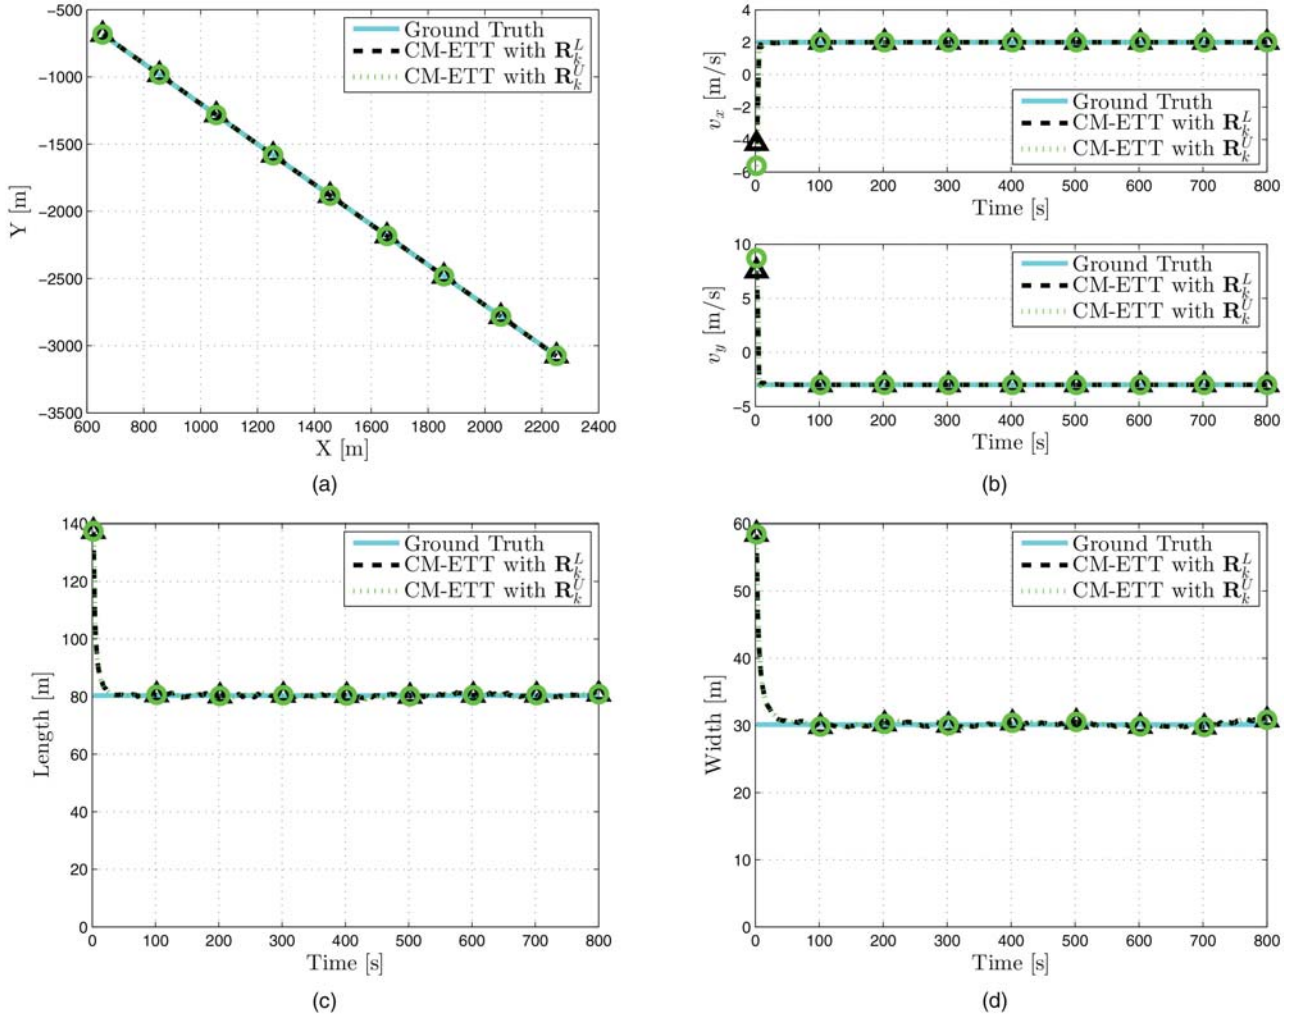 -500
-1000
-1500
-2000
-2500
-3000
-3500
600 800 1000 1200 1400 1600 1800 2000 2200 2400
Y [m]
X [m]
Ground Truth
CM-ETT with R_k^L
CM-ETT with R_k^U
(a)
4
2
0
-2
-4
-6
0 100 200 300 400 500 600 700 800
v_x [m/s]
Time [s]
Ground Truth
CM-ETT with R_k^L
CM-ETT with R_k^U
10
5
0
-5
0 100 200 300 400 500 600 700 800
v_y [m/s]
Time [s]
Ground Truth
CM-ETT with R_k^L
CM-ETT with R_k^U
(b)
140
120
100
80
60
40
20
0
0 100 200 300 400 500 600 700 800
Length [m]
Time [s]
Ground Truth
CM-ETT with R_k^L
CM-ETT with R_k^U
(c)
60
50
40
30
20
10
0
0 100 200 300 400 500 600 700 800
Width [m]
Time [s]
Ground Truth
CM-ETT with R_k^L
CM-ETT with R_k^U
(d)